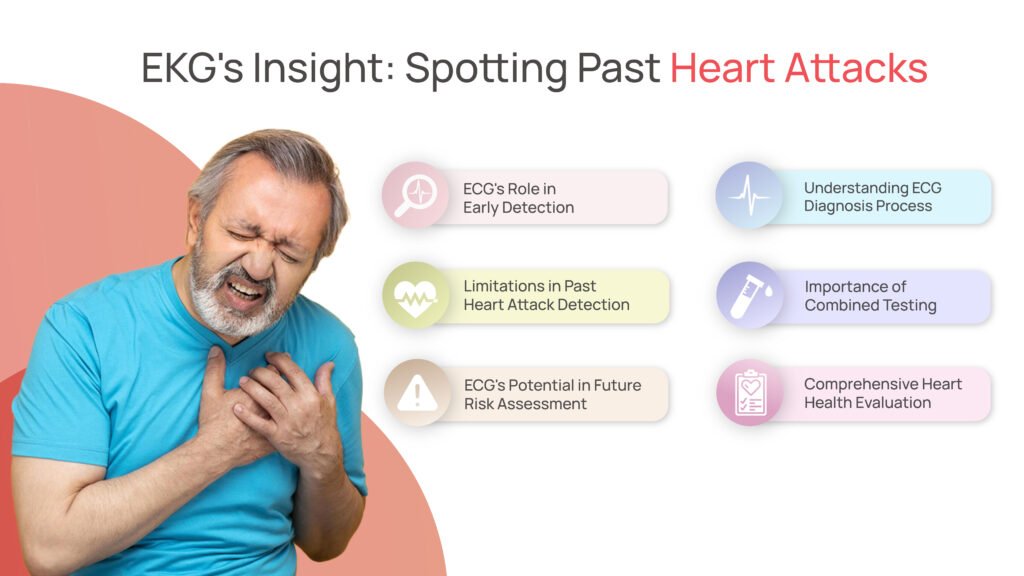 EKG's Insight: Spotting Past Heart Attacks
ECG's Role in
Early Detection
Understanding ECG
Diagnosis Process
Limitations in Past
Heart Attack Detection
Importance of
Combined Testing
ECG's Potential in Future
Risk Assessment
Comprehensive Heart
Health Evaluation